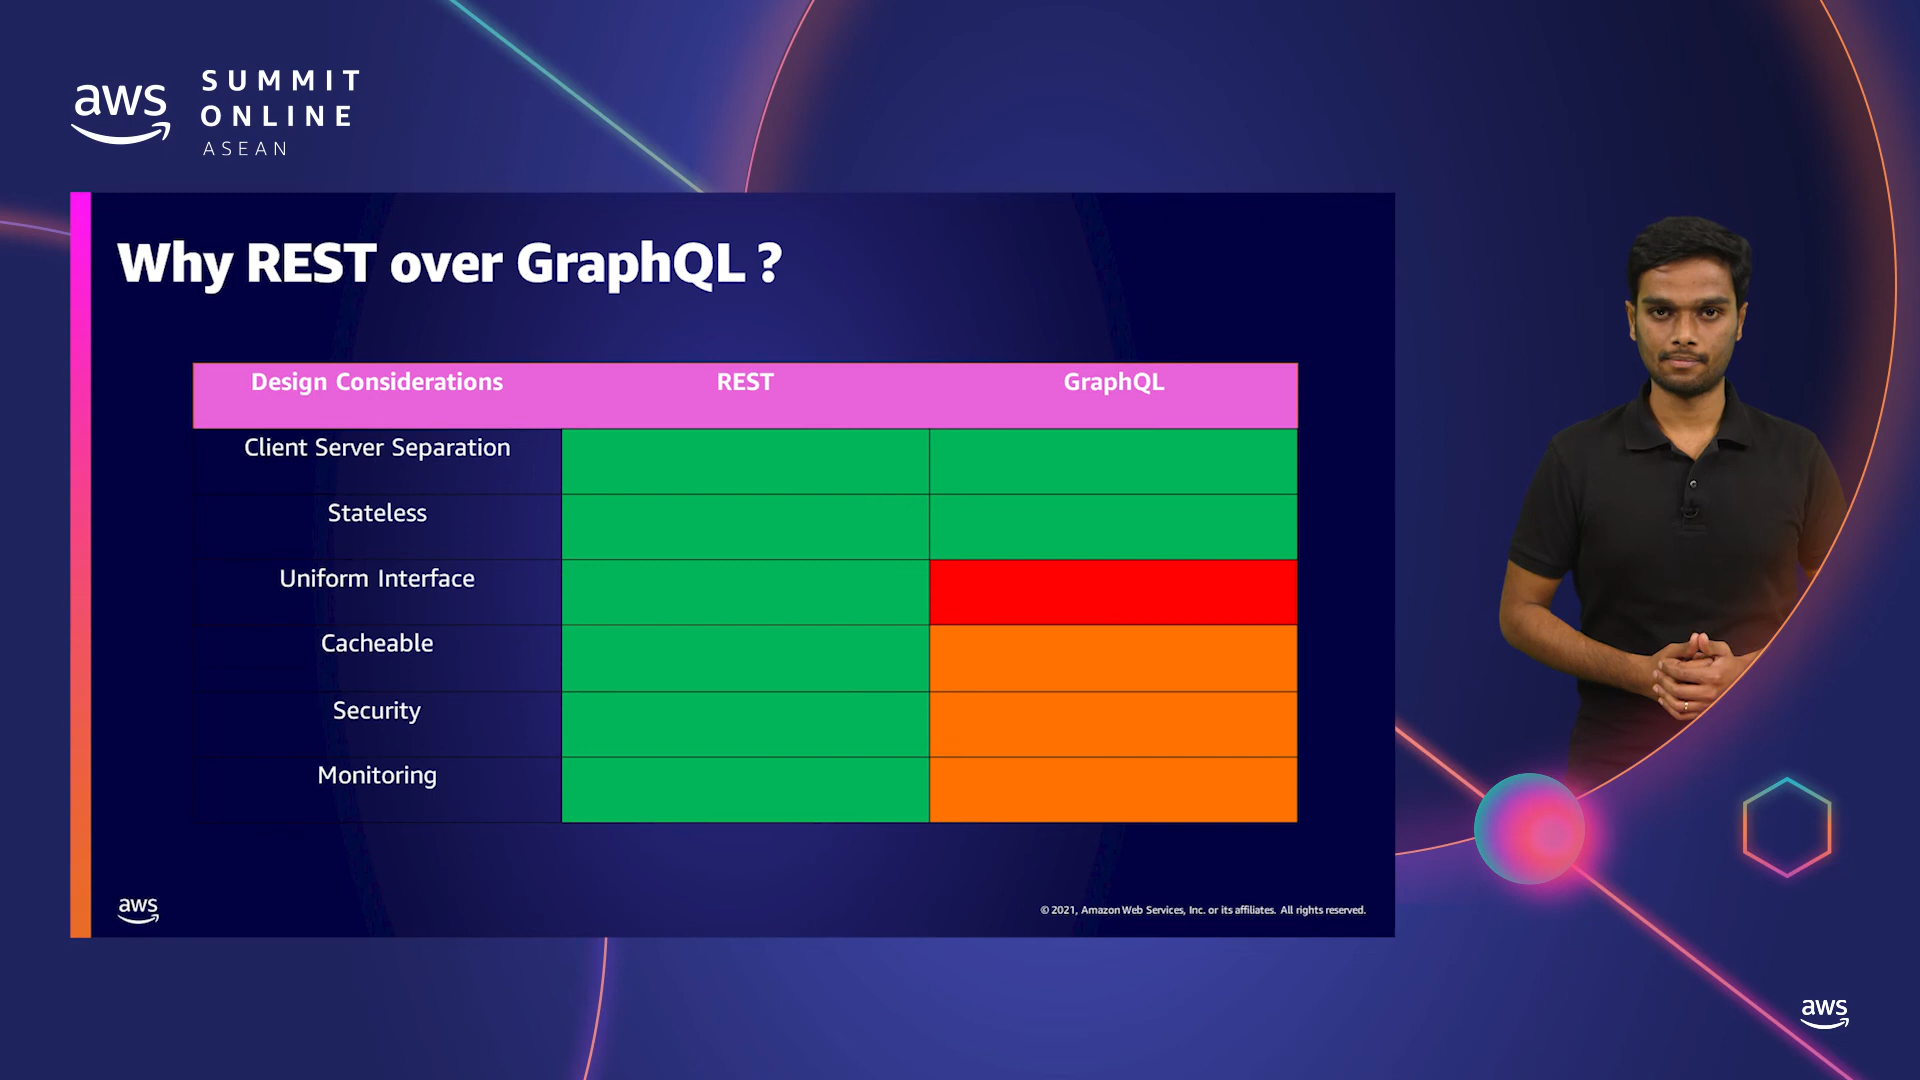 aws
SUMMIT
ONLINE
ASEAN
Why REST over GraphQL ?
Design Considerations REST GraphQL
Client Server Separation
Stateless
Uniform Interface
Cacheable
Security
Monitoring
aws
© 2021, Amazon Web Services, Inc. or its affiliates. All rights reserved.
aws